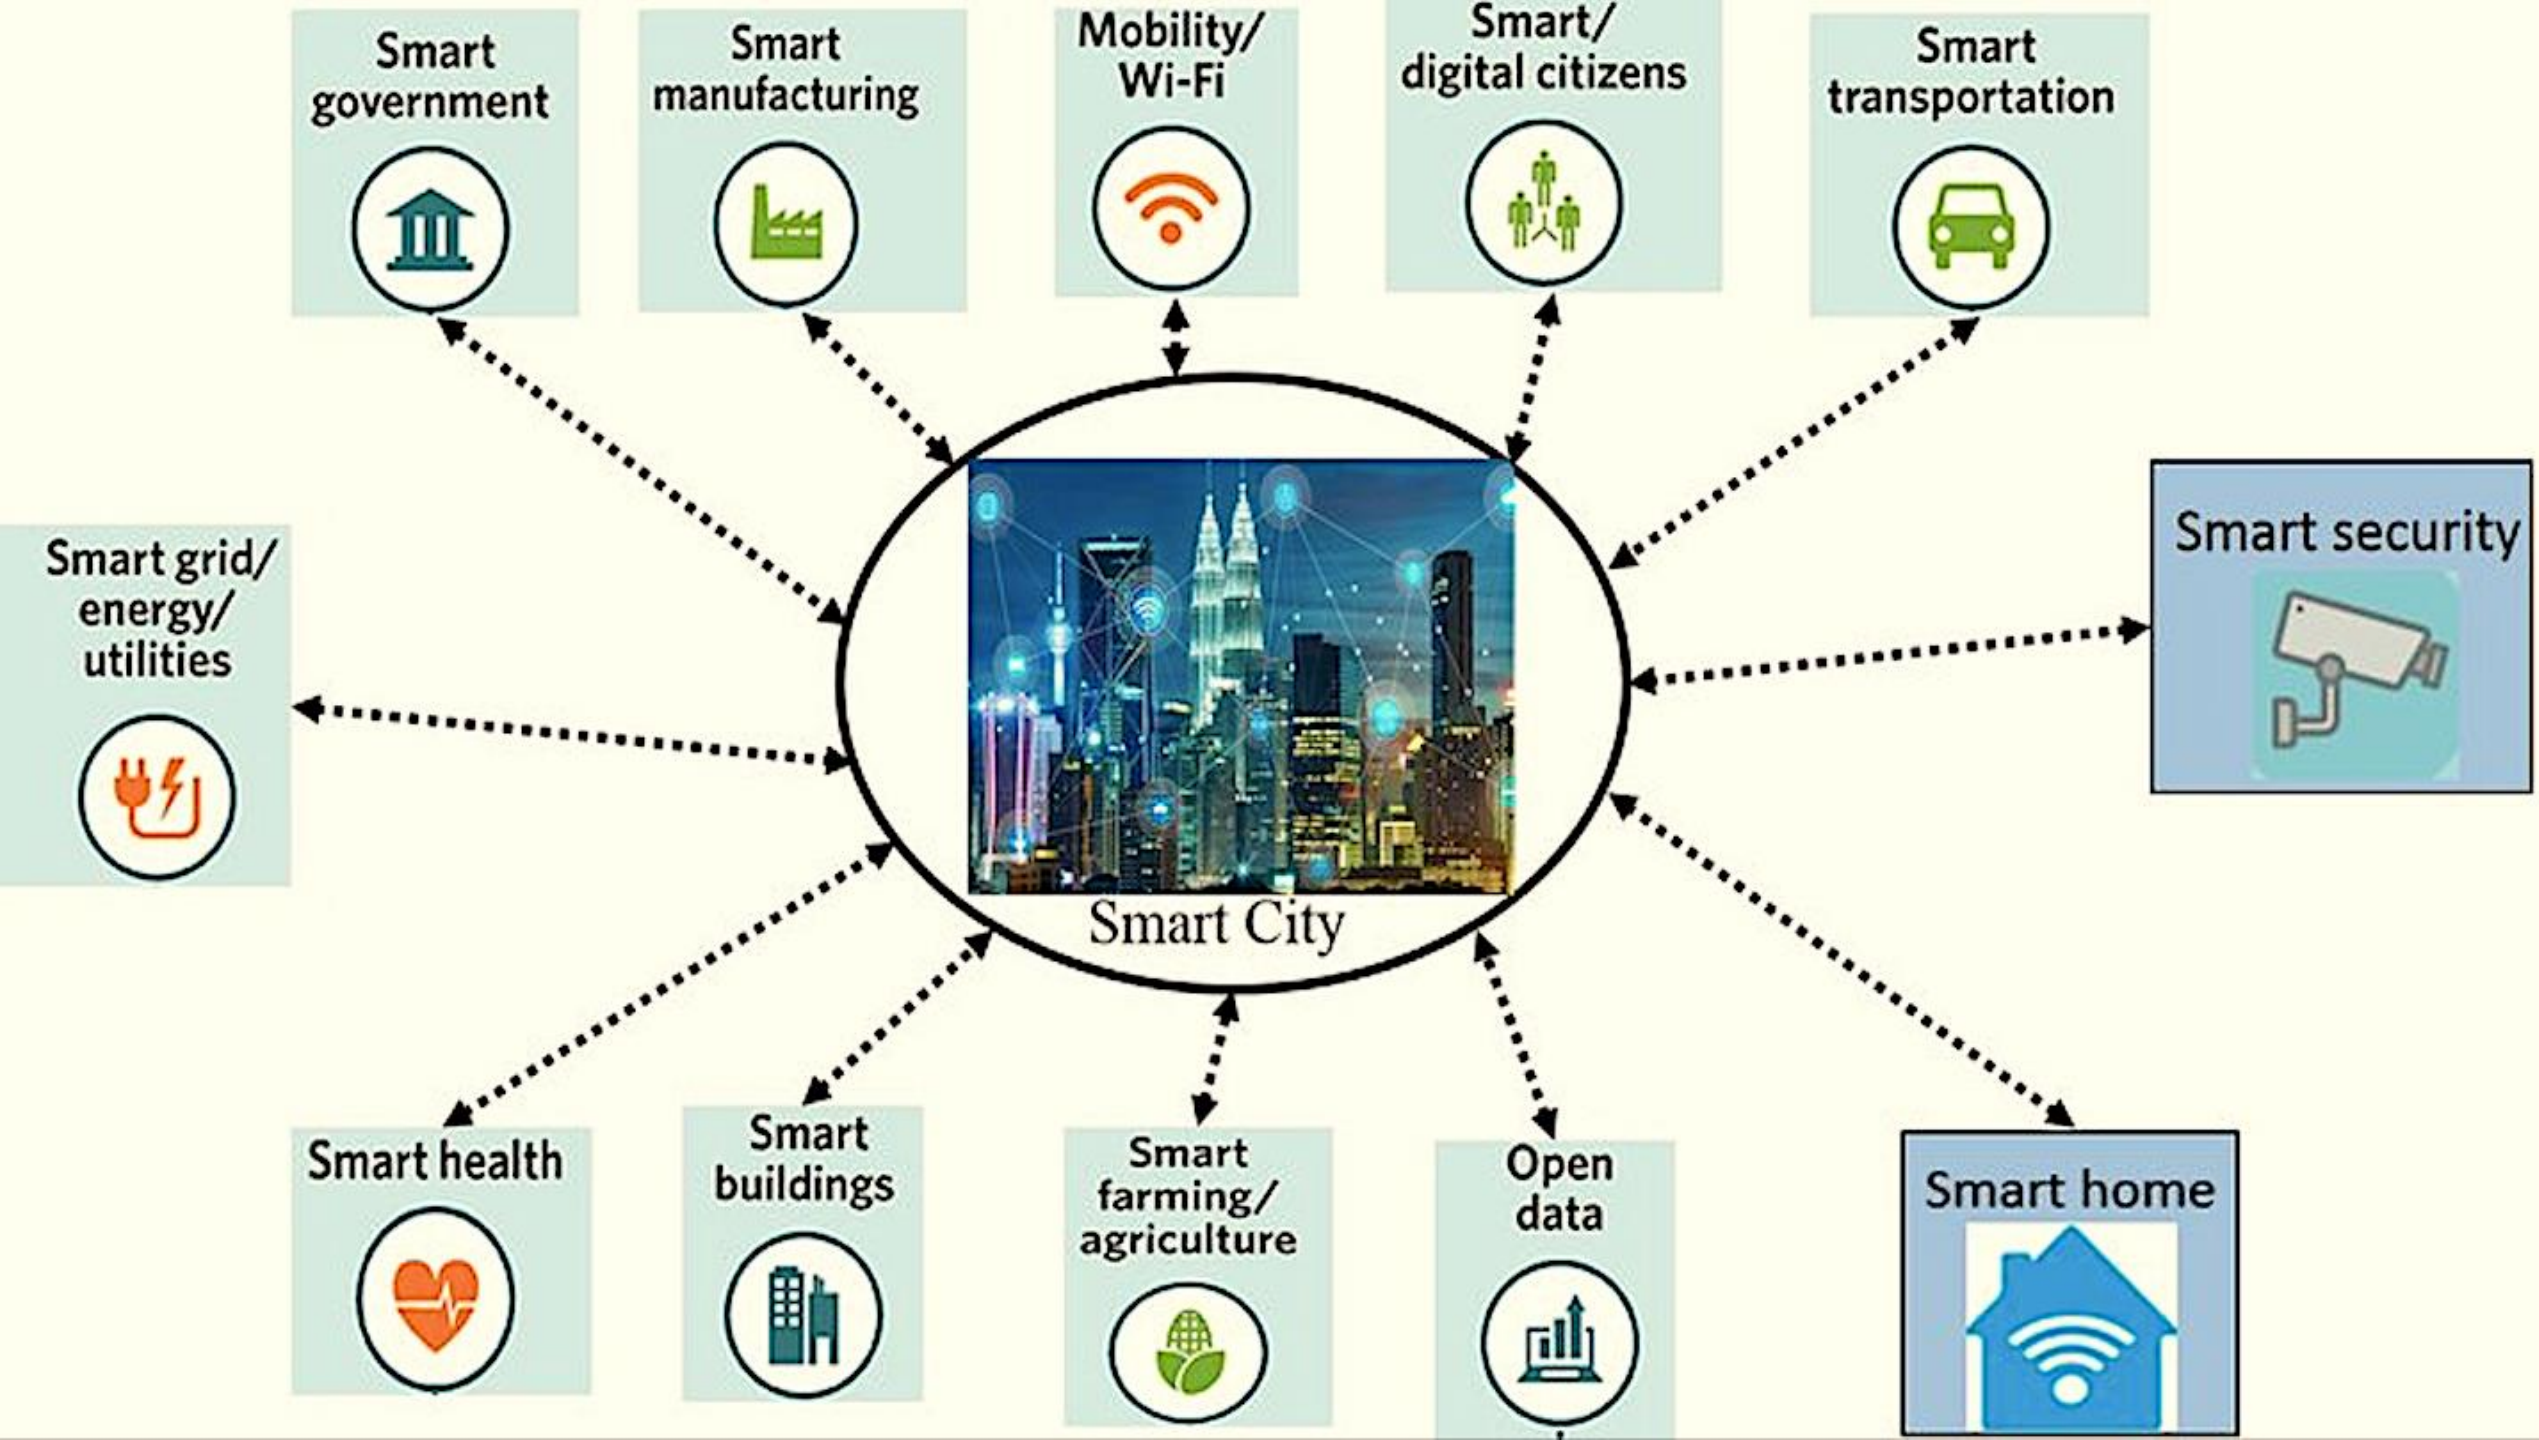 Smart
government
Smart
manufacturing
Mobility/
Wi-Fi
Smart/
digital citizens
Smart
transportation
Smart grid/
energy/
utilities
Smart security
Smart City
Smart health
Smart
buildings
Smart
farming/
agriculture
Open
data
Smart home